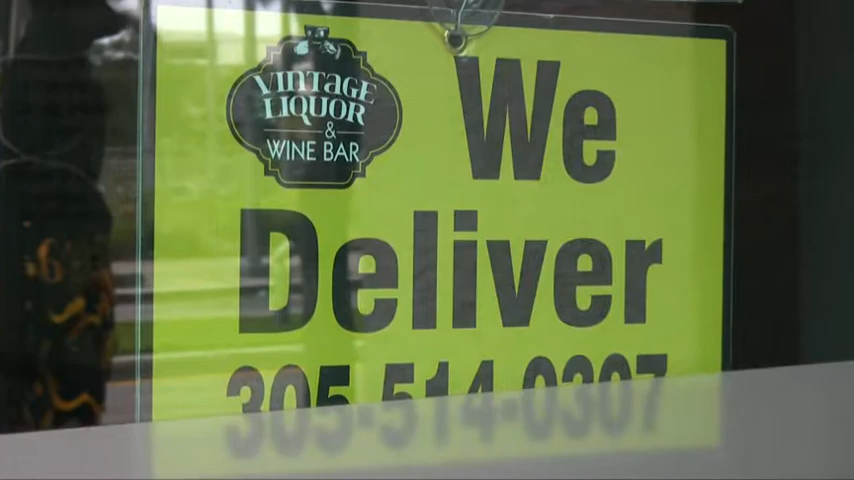 VINTAGE
LIQUOR
&
WINE BAR
We
Deliver
305-514-0307